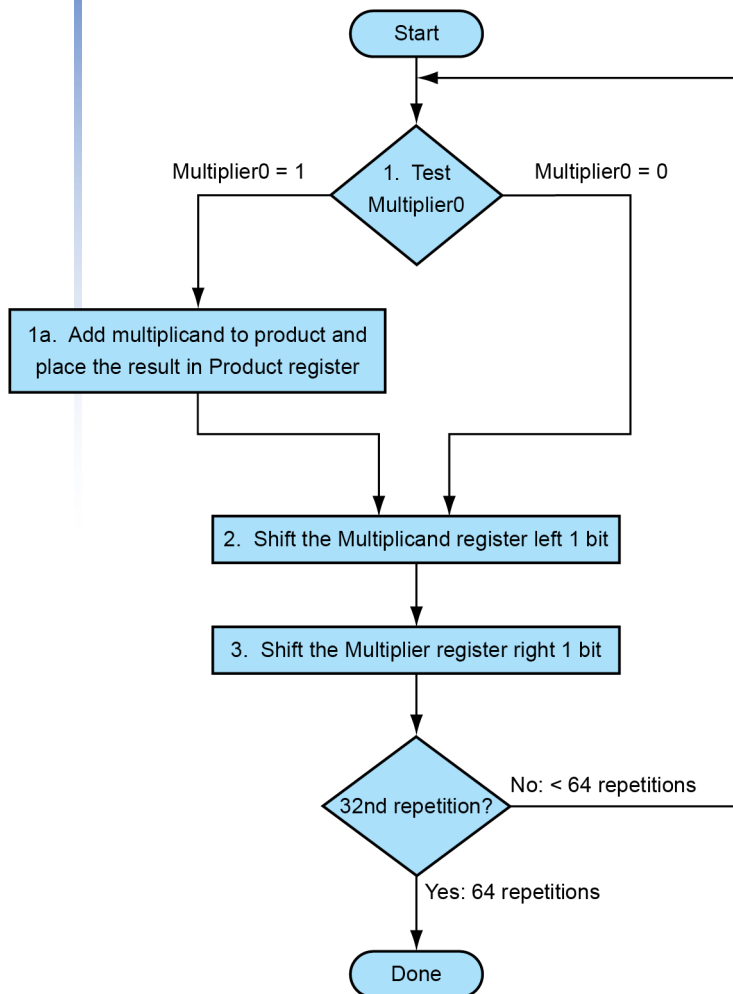 Start
1. Test
Multiplier0
Multiplier0 = 1
Multiplier0 = 0
1a. Add multiplicand to product and
place the result in Product register
2. Shift the Multiplicand register left 1 bit
3. Shift the Multiplier register right 1 bit
32nd repetition?
No: < 64 repetitions
Yes: 64 repetitions
Done